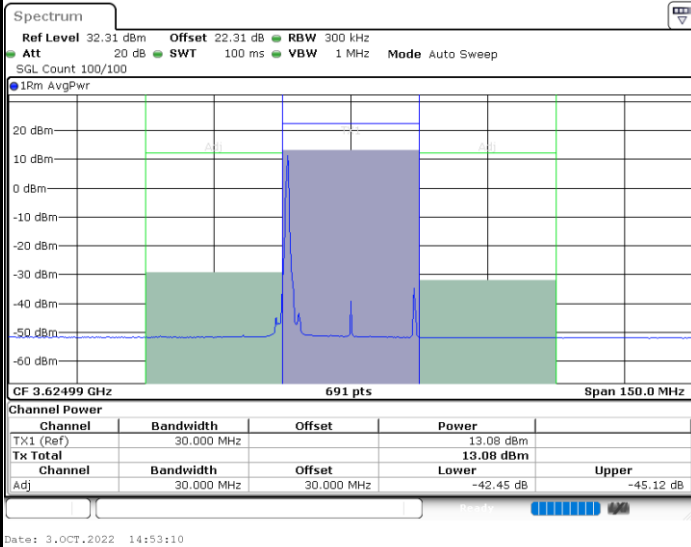 Spectrum
Ref Level 32.31 dBm Offset 22.31 dB RBW 300 kHz
Att 20 dB SWT 100 ms VBW 1 MHz Mode Auto Sweep
SGL Count 100/100
1Rm AvgPwr
Adj TX1 Adj
20 dBm
10 dBm
0 dBm
-10 dBm
-20 dBm
-30 dBm
-40 dBm
-50 dBm
-60 dBm
CF 3.62499 GHz 691 pts Span 150.0 MHz
Channel Power
Channel Bandwidth Offset Power
TX1 (Ref) 30.000 MHz 13.08 dBm
Tx Total 13.08 dBm
Channel Bandwidth Offset Lower Upper
Adj 30.000 MHz 30.000 MHz -42.45 dB -45.12 dB
Ready
Date: 3.OCT.2022 14:53:10